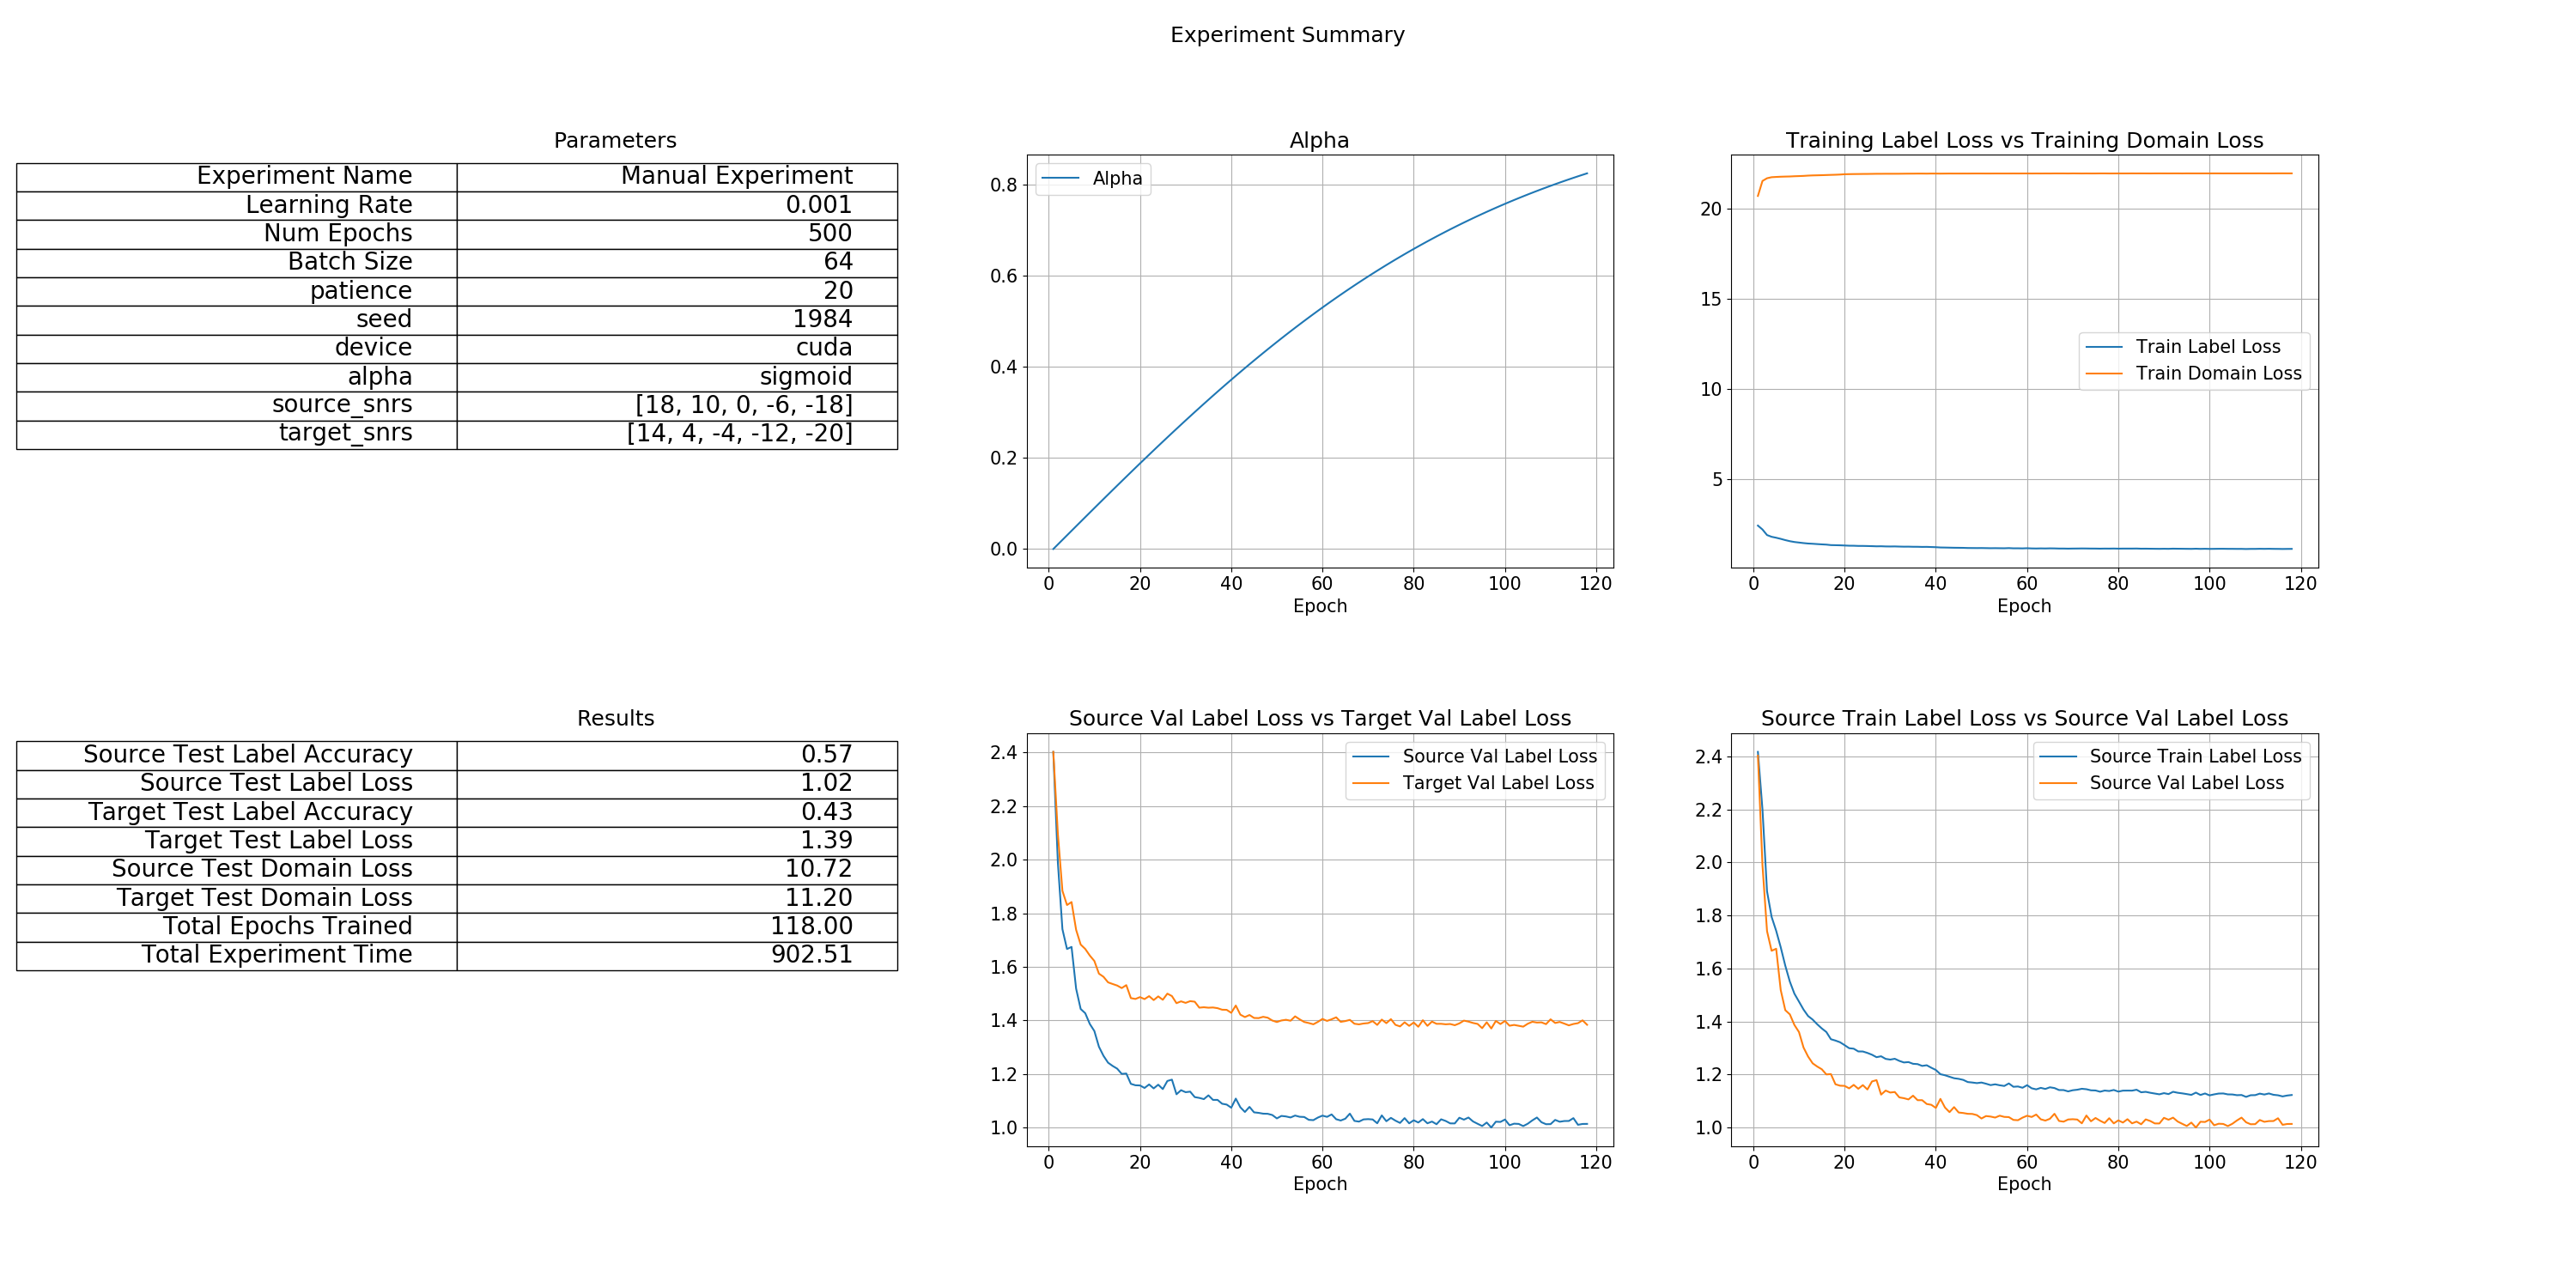 Experiment Summary
Parameters
Experiment Name Manual Experiment
Learning Rate 0.001
Num Epochs 500
Batch Size 64
patience 20
seed 1984
device cuda
alpha sigmoid
source_snrs [18, 10, 0, -6, -18]
target_snrs [14, 4, -4, -12, -20]
Alpha
Alpha
0.8
0.6
0.4
0.2
0.0
0 20 40 60 80 100 120
Epoch
Training Label Loss vs Training Domain Loss
20
15
10
5
Train Label Loss
Train Domain Loss
0 20 40 60 80 100 120
Epoch
Results
Source Test Label Accuracy 0.57
Source Test Label Loss 1.02
Target Test Label Accuracy 0.43
Target Test Label Loss 1.39
Source Test Domain Loss 10.72
Target Test Domain Loss 11.20
Total Epochs Trained 118.00
Total Experiment Time 902.51
Source Val Label Loss vs Target Val Label Loss
Source Val Label Loss
Target Val Label Loss
2.4
2.2
2.0
1.8
1.6
1.4
1.2
1.0
0 20 40 60 80 100 120
Epoch
Source Train Label Loss vs Source Val Label Loss
Source Train Label Loss
Source Val Label Loss
2.4
2.2
2.0
1.8
1.6
1.4
1.2
1.0
0 20 40 60 80 100 120
Epoch